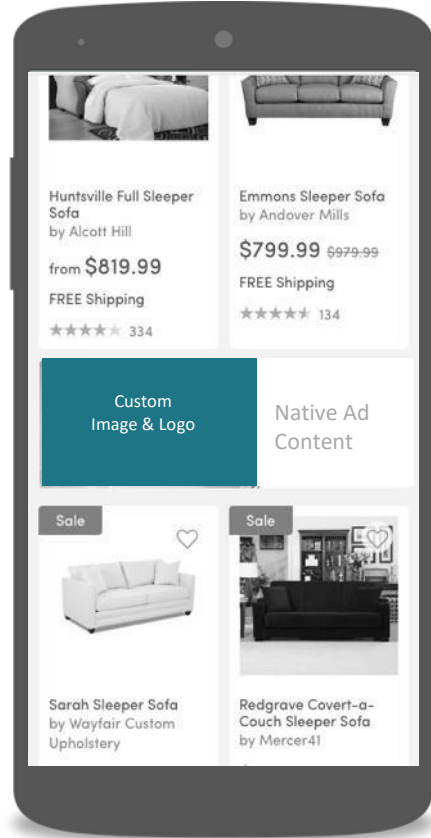 Huntsville Full Sleeper
Sofa
by Alcott Hill
from $819.99
FREE Shipping
334
Emmons Sleeper Sofa
by Andover Mills
$799.99 $979.99
FREE Shipping
134
Custom
Image & Logo
Native Ad
Content
Sale
Sarah Sleeper Sofa
by Wayfair Custom
Upholstery
Sale
Redgrave Covert-a-
Couch Sleeper Sofa
by Mercer41